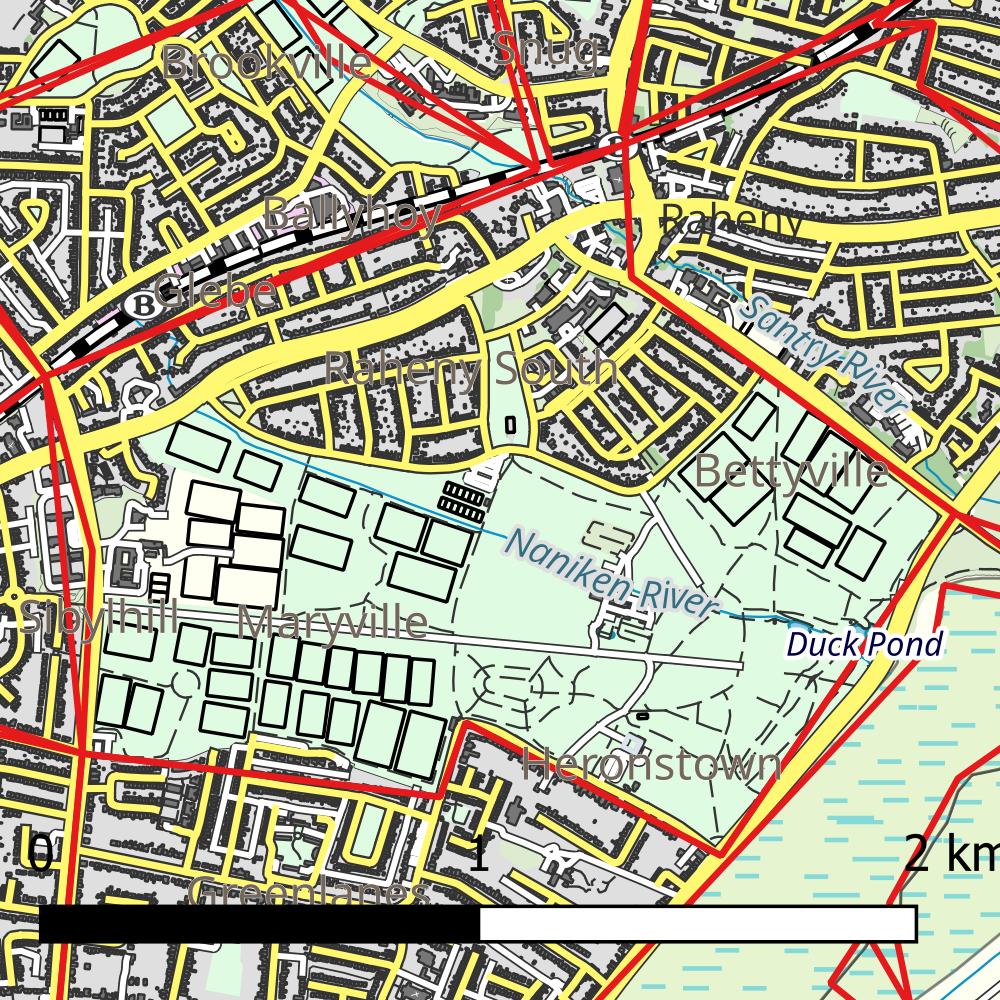 Snug
Brookville
Ballyhoy
Raheny
Glebe
B
Santry River
Raheny South
Bettyville
Naniken River
Sibylhill
Maryville
Duck Pond
Heronstown
0
1
2 km
Greenlanes